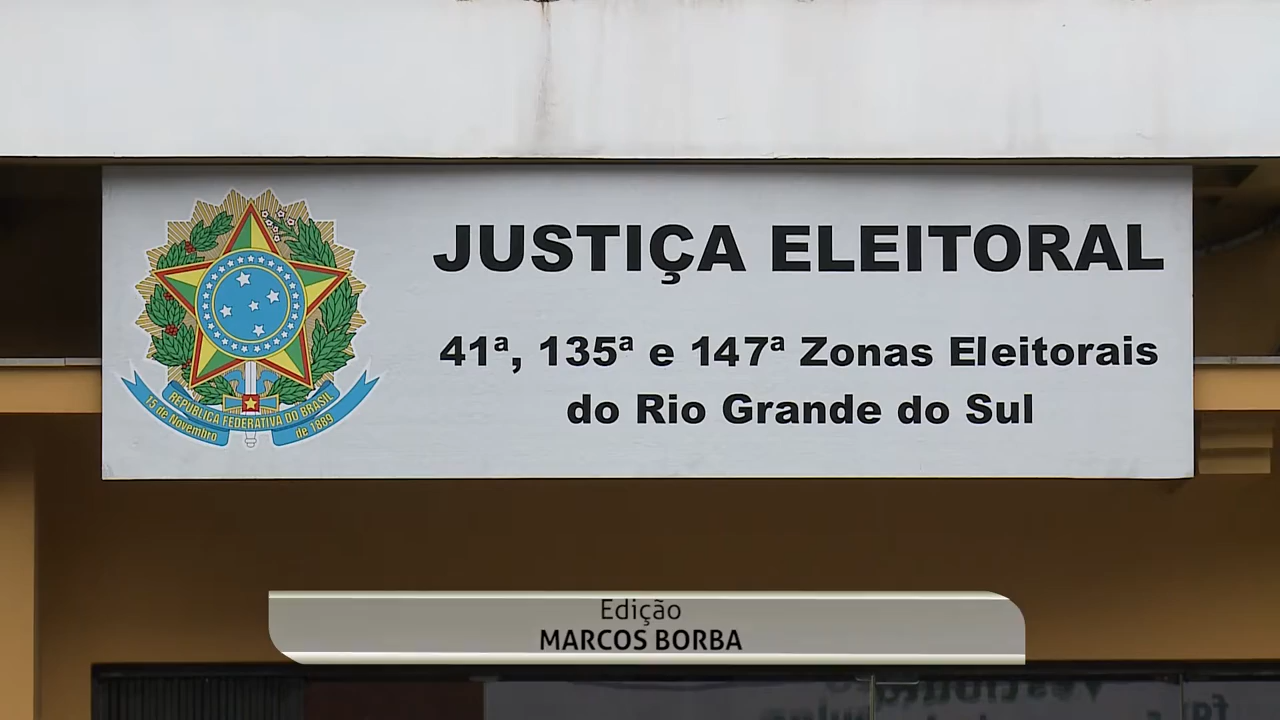 JUSTIÇA ELEITORAL
41ª, 135ª e 147ª Zonas Eleitorais
do Rio Grande do Sul
REPÚBLICA FEDERATIVA DO BRASIL
15 de Novembro
de 1889
Edição
MARCOS BORBA